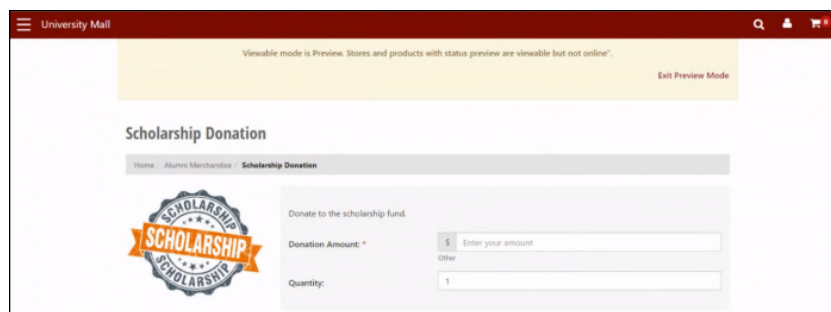 University Mall
0
Viewable mode is Preview. Stores and products with status preview are viewable but not online".
Exit Preview Mode
Scholarship Donation
Home / Alumni Merchandise / Scholarship Donation
SCHOLARSHIP
SCHOLARSHIP
SCHOLARSHIP
Donate to the scholarship fund.
Donation Amount: *
$ Enter your amount
Other
Quantity:
1